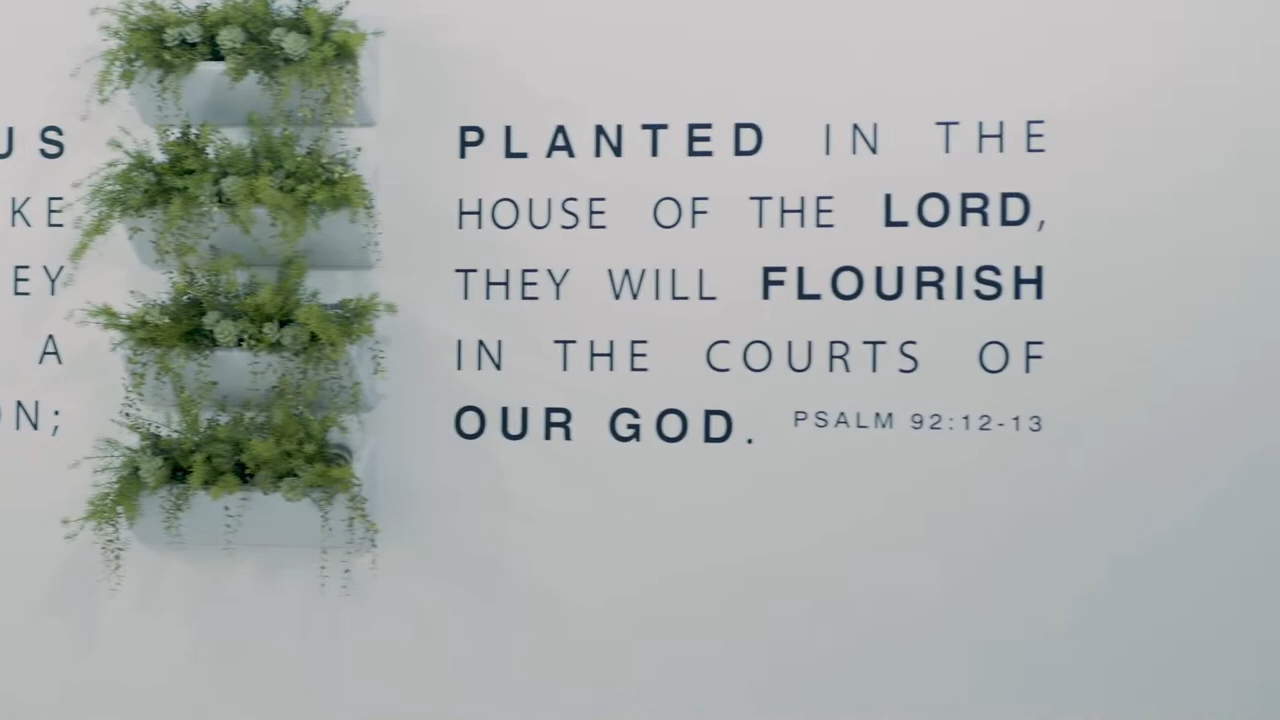 PLANTED IN THE
HOUSE OF THE LORD,
THEY WILL FLOURISH
IN THE COURTS OF
OUR GOD. PSALM 92:12-13
A